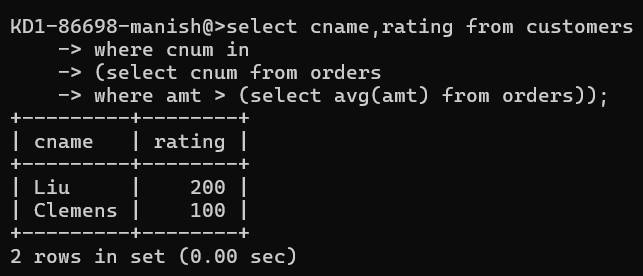 KD1-86698-manish@>select cname,rating from customers
    -> where cnum in
    -> (select cnum from orders
    -> where amt > (select avg(amt) from orders));
+---------+--------+
| cname   | rating |
+---------+--------+
| Liu     |    200 |
| Clemens |    100 |
+---------+--------+
2 rows in set (0.00 sec)